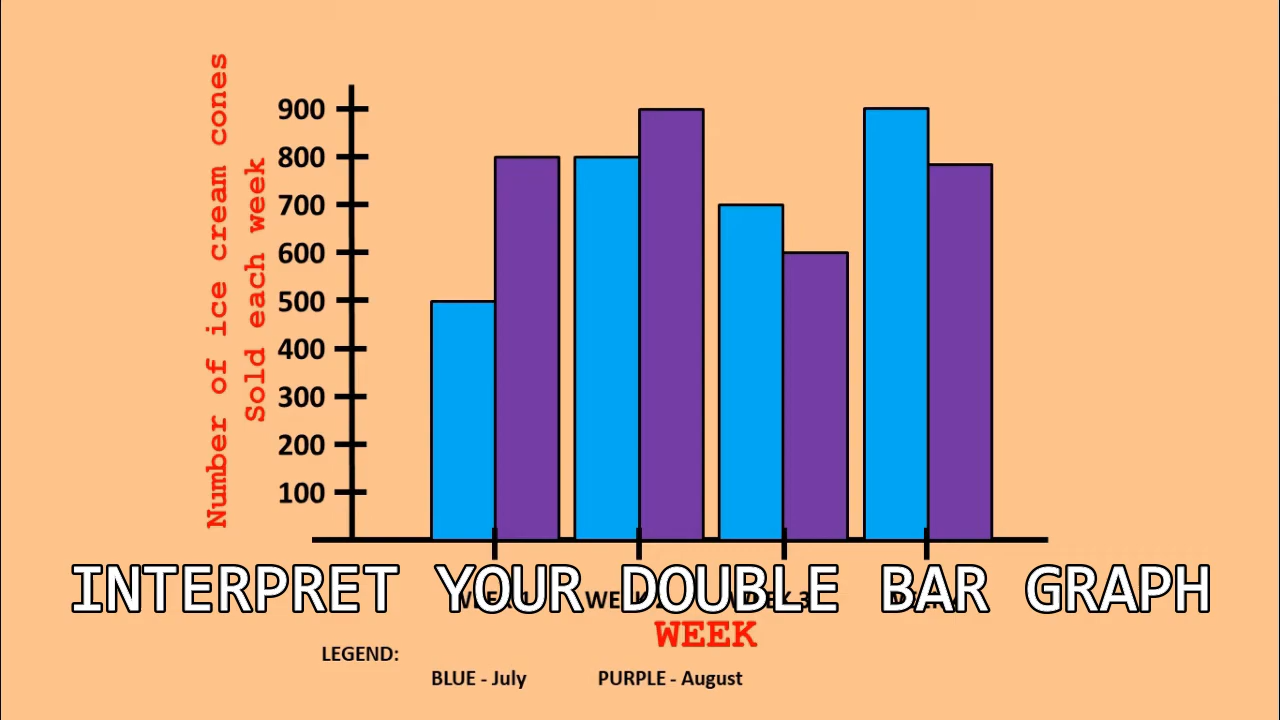 Number of ice cream cones
Sold each week
900
800
700
600
500
400
300
200
100
INTERPRET YOUR DOUBLE BAR GRAPH
WEEK
LEGEND:
BLUE - July
PURPLE - August